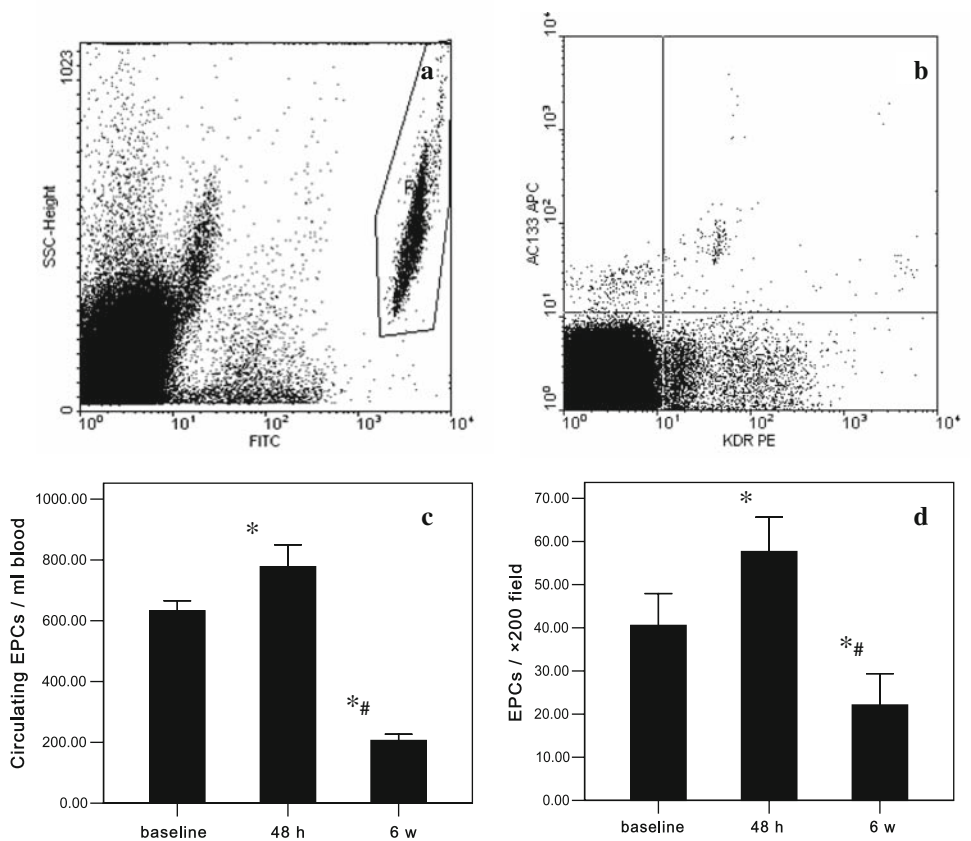 a
1023
SSC-Height
0
R
10⁰ 10¹ 10² 10³ 10⁴
FITC
b
10⁴
10³
10²
10¹
10⁰
AC133 APC
10⁰ 10¹ 10² 10³ 10⁴
KDR PE
c
1000.00
800.00
600.00
400.00
200.00
0.00
Circulating EPCs / ml blood
*
*#
baseline 48 h 6 w
d
70.00
60.00
50.00
40.00
30.00
20.00
10.00
0.00
EPCs / ×200 field
*
*#
baseline 48 h 6 w